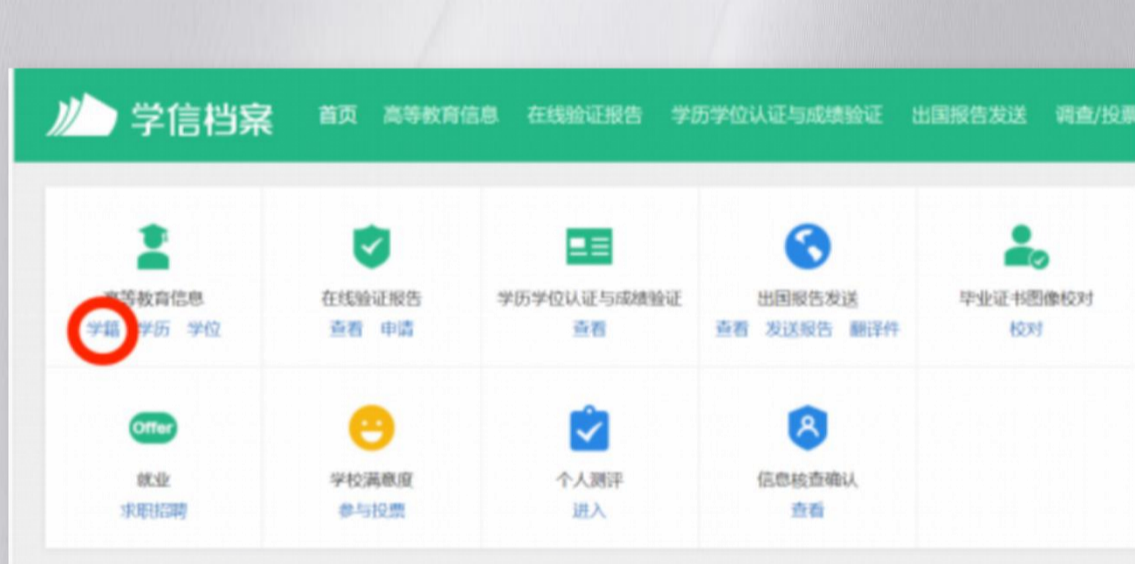 学信档案 首页 高等教育信息 在线验证报告 学历学位认证与成绩验证 出国报告发送 调查/投票
高等教育信息 在线验证报告 学历学位认证与成绩验证 出国报告发送 毕业证书图像校对
学籍 学历 学位 查看 申请 查看 查看 发送报告 翻译件 校对
Offer
就业 学校满意度 个人测评 信息核查确认
求职招聘 参与投票 进入 查看